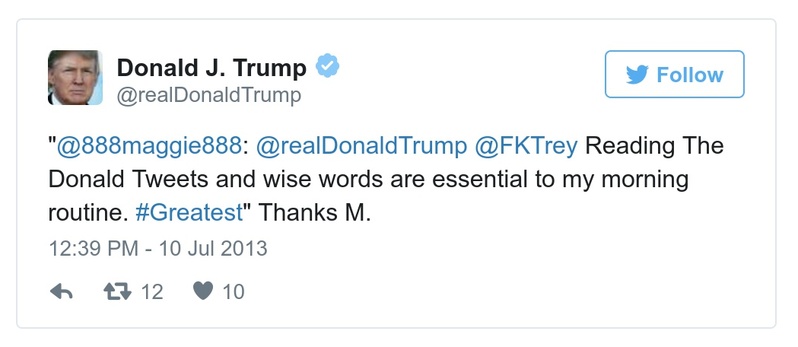 Donald J. Trump
@realDonaldTrump
Follow
"@888maggie888: @realDonaldTrump @FKTrey Reading The
Donald Tweets and wise words are essential to my morning
routine. #Greatest" Thanks M.
12:39 PM - 10 Jul 2013
12 10